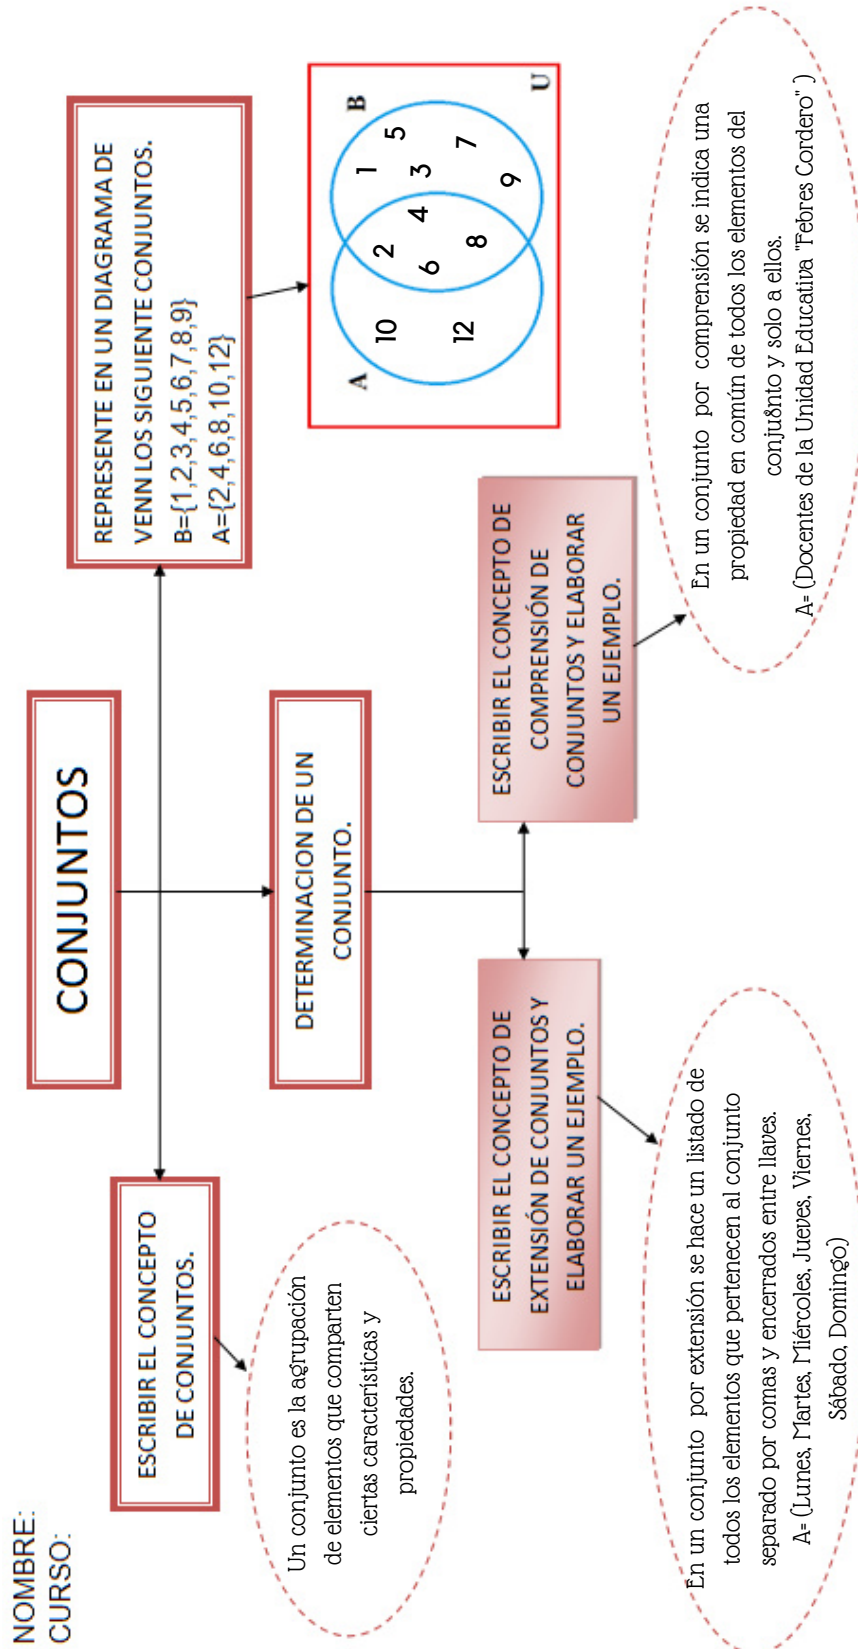 NOMBRE:
CURSO:
CONJUNTOS
ESCRIBIR EL CONCEPTO
DE CONJUNTOS.
Un conjunto es la agrupación
de elementos que comparten
ciertas características y
propiedades.
DETERMINACION DE UN
CONJUNTO.
REPRESENTE EN UN DIAGRAMA DE
VENN LOS SIGUIENTE CONJUNTOS.
B={1,2,3,4,5,6,7,8,9}
A={2,4,6,8,10,12}
A
B
10
12
2
4
6
8
1
5
3
7
9
U
ESCRIBIR EL CONCEPTO DE
EXTENSIÓN DE CONJUNTOS Y
ELABORAR UN EJEMPLO.
En un conjunto por extensión se hace un listado de
todos los elementos que pertenecen al conjunto
separado por comas y encerrados entre llaves.
A= (Lunes, Martes, Miércoles, Jueves, Viernes,
Sábado, Domingo)
ESCRIBIR EL CONCEPTO DE
COMPRENSIÓN DE
CONJUNTOS Y ELABORAR
UN EJEMPLO.
En un conjunto por comprensión se indica una
propiedad en común de todos los elementos del
conju8nto y solo a ellos.
A= (Docentes de la Unidad Educativa "Febres Cordero" )